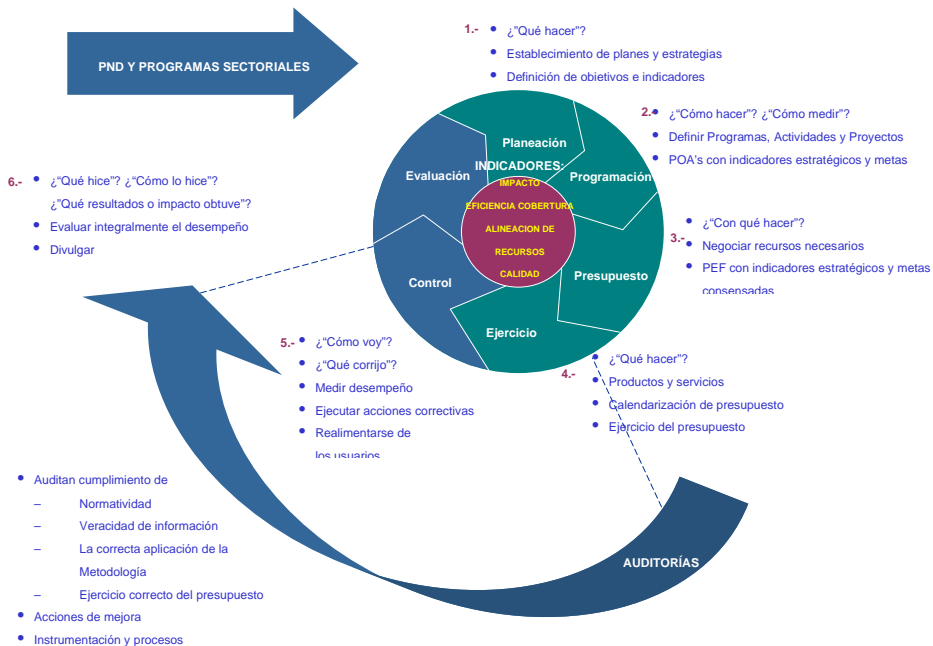 PND Y PROGRAMAS SECTORIALES
1.- • ¿"Qué hacer"?
• Establecimiento de planes y estrategias
• Definición de objetivos e indicadores
2.- • ¿"Cómo hacer"? ¿"Cómo medir"?
• Definir Programas, Actividades y Proyectos
• POA's con indicadores estratégicos y metas
3.- • ¿"Con qué hacer"?
• Negociar recursos necesarios
• PEF con indicadores estratégicos y metas
consensadas
4.- • ¿"Qué hacer"?
• Productos y servicios
• Calendarización de presupuesto
• Ejercicio del presupuesto
5.- • ¿"Cómo voy"?
• ¿"Qué corrijo"?
• Medir desempeño
• Ejecutar acciones correctivas
• Realimentarse de
los usuarios
6.- • ¿"Qué hice"? ¿"Cómo lo hice"?
¿"Qué resultados o impacto obtuve"?
• Evaluar integralmente el desempeño
• Divulgar
Planeación
Programación
Presupuesto
Ejercicio
Control
Evaluación
INDICADORES:
IMPACTO
EFICIENCIA COBERTURA
ALINEACION DE
RECURSOS
CALIDAD
• Auditan cumplimiento de
– Normatividad
– Veracidad de información
– La correcta aplicación de la
Metodología
– Ejercicio correcto del presupuesto
• Acciones de mejora
• Instrumentación y procesos
AUDITORÍAS